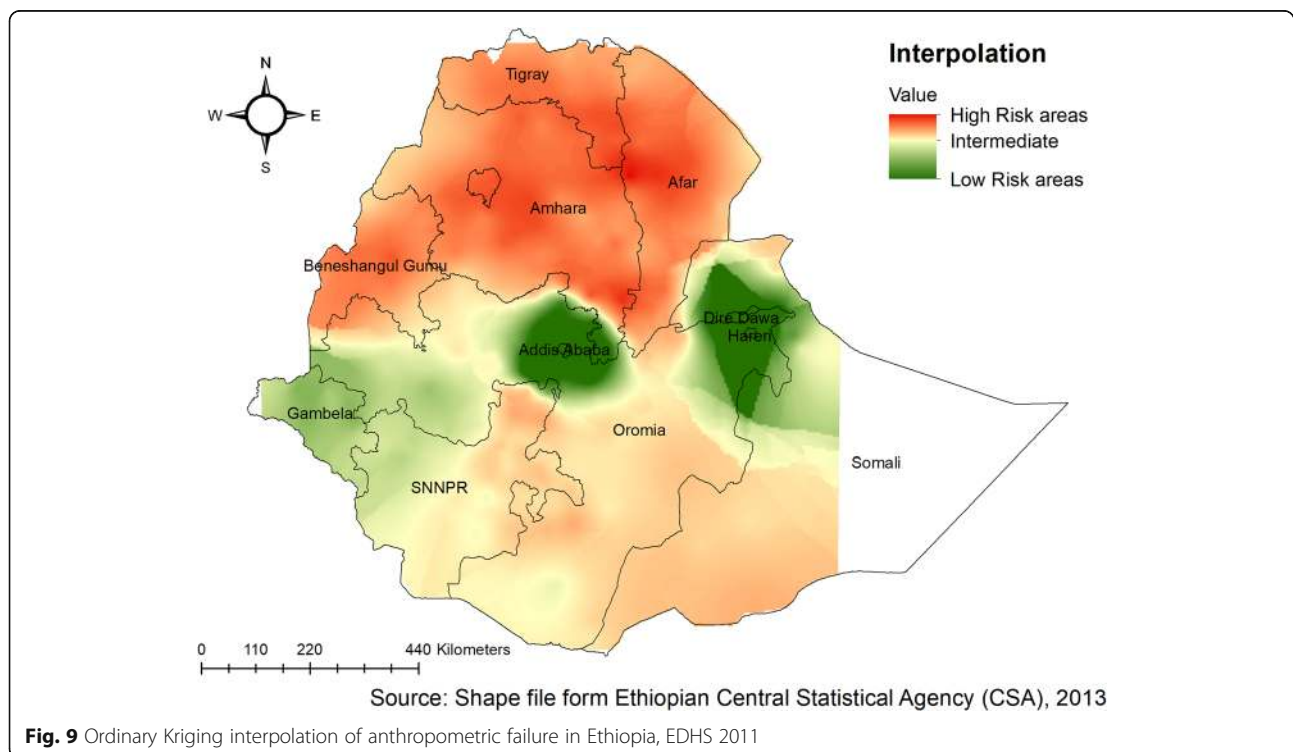 N
W E
S
Interpolation
Value
High Risk areas
Intermediate
Low Risk areas
Tigray
Afar
Amhara
Beneshangul Gumu
Dire Dawa
Hareri
Addis Ababa
Gambela
Oromia
Somali
SNNPR
0 110 220 440 Kilometers
Source: Shape file form Ethiopian Central Statistical Agency (CSA), 2013
Fig. 9 Ordinary Kriging interpolation of anthropometric failure in Ethiopia, EDHS 2011